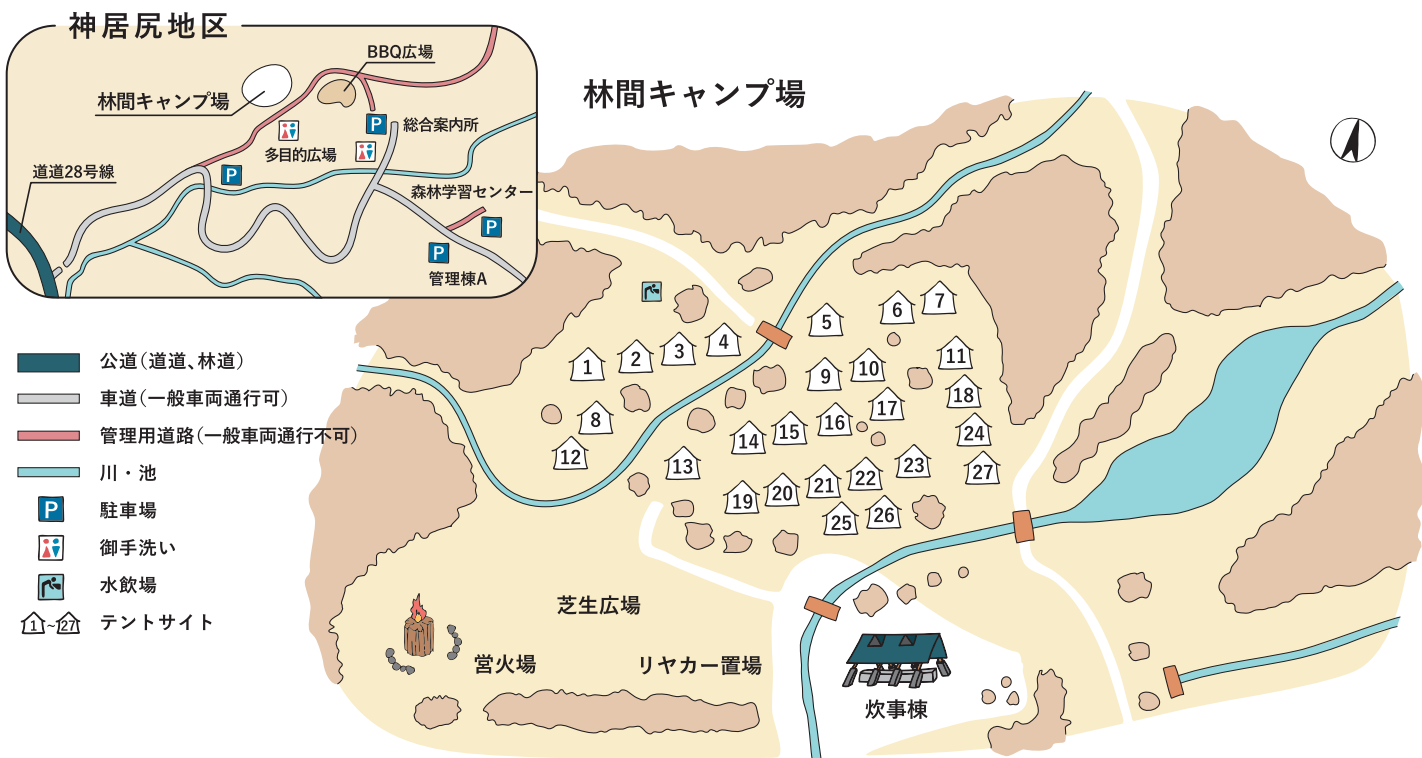 神居尻地区
BBQ広場
林間キャンプ場
P
総合案内所
多目的広場
道道28号線
P
森林学習センター
P
P
管理棟A
林間キャンプ場
公道(道道、林道)
車道(一般車両通行可)
管理用道路(一般車両通行不可)
川・池
P
駐車場
御手洗い
水飲場
1~27
テントサイト
1
2
3
4
5
6
7
8
9
10
11
12
13
14
15
16
17
18
19
20
21
22
23
24
25
26
27
芝生広場
営火場
リヤカー置場
炊事棟